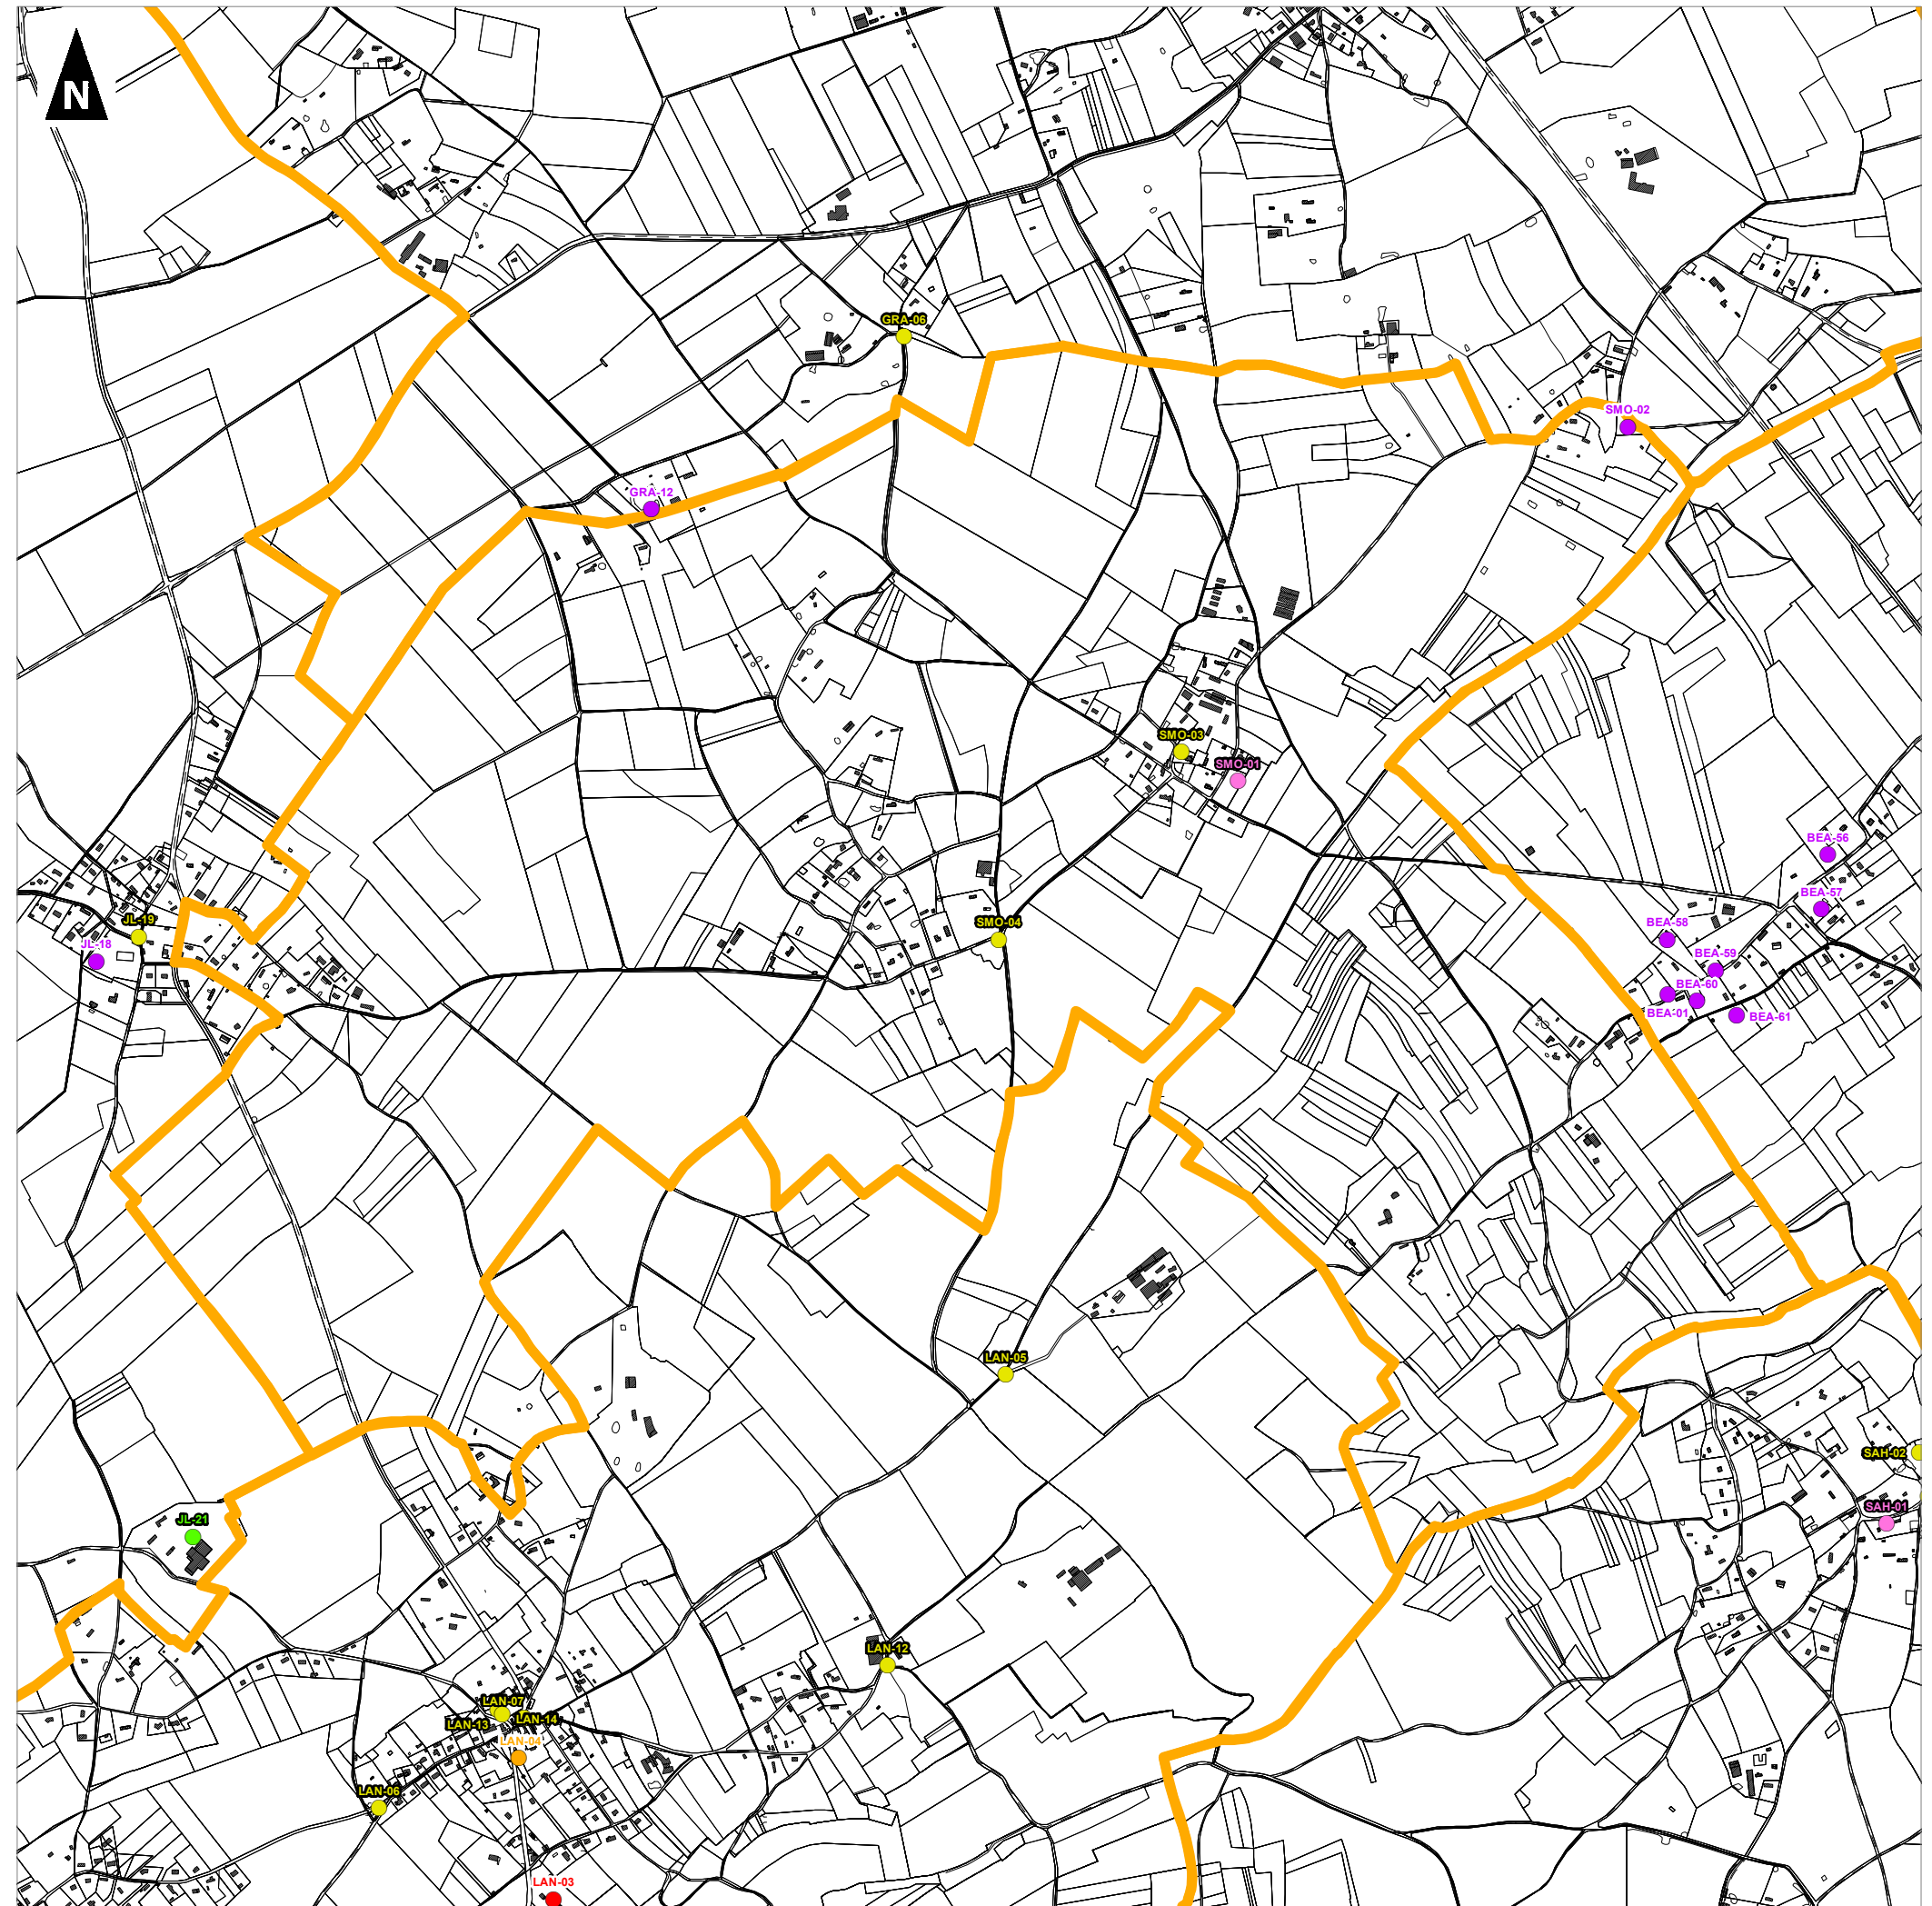 N
GRA-06
SMO-02
GRA-12
SMO-03
SMO-01
BEA-56
BEA-57
JL-19
SMO-04
BEA-58
JL-18
BEA-59
BEA-60
BEA-01
BEA-61
LAN-05
SAH-02
SAH-01
JL-21
LAN-12
LAN-07
LAN-13
LAN-14
LAN-04
LAN-06
LAN-03